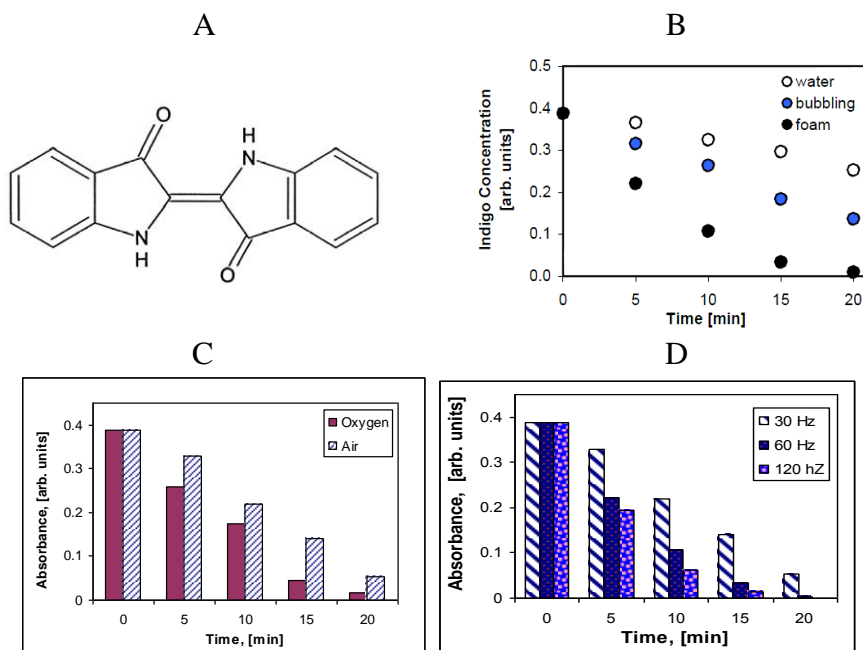 A
O
H
N
N
H
O
B
0.5
0.4
0.3
0.2
0.1
0.0
Indigo Concentration
[arb. units]
water
bubbling
foam
0 5 10 15 20
Time [min]
C
0.4
0.3
0.2
0.1
0
Absorbance, [arb. units]
Oxygen
Air
0 5 10 15 20
Time, [min]
D
0.4
0.3
0.2
0.1
0
Absorbance, [arb. units]
30 Hz
60 Hz
120 hZ
0 5 10 15 20
Time, [min]